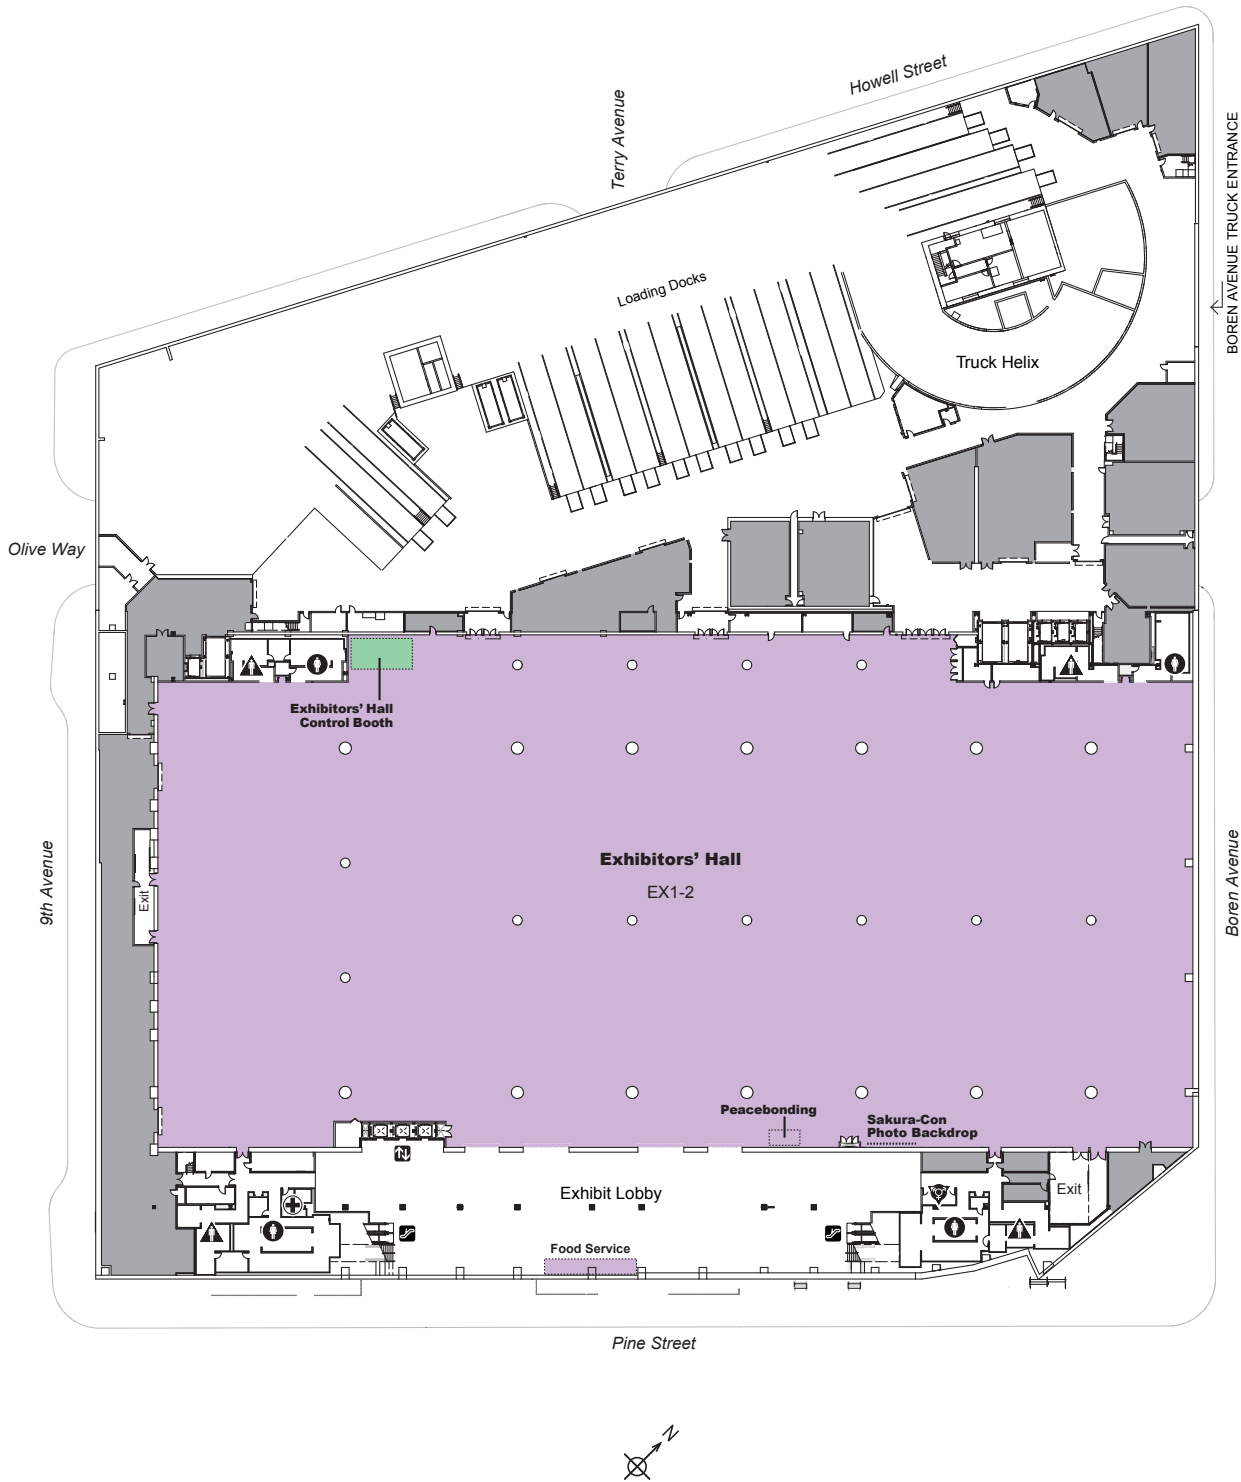 Howell Street
Terry Avenue
BOREN AVENUE TRUCK ENTRANCE
Loading Docks
Truck Helix
Olive Way
Exhibitors' Hall
Control Booth
9th Avenue
Exit
Exhibitors' Hall
EX1-2
Boren Avenue
Peacebonding
Sakura-Con
Photo Backdrop
Exhibit Lobby
Exit
Food Service
Pine Street
N